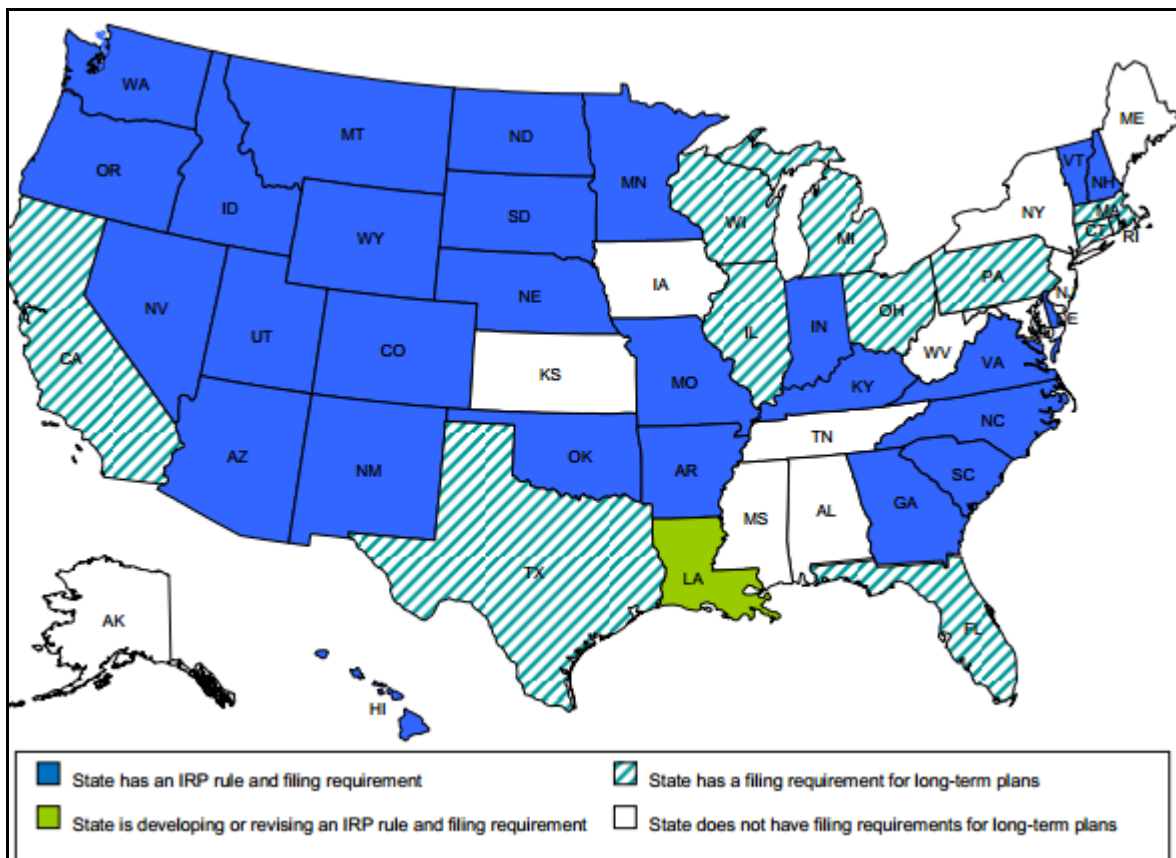 WA
ME
MT
ND
VT
OR
MN
NH
ID
SD
WI
NY
MA
WY
MI
CT
RI
IA
PA
NE
NJ
NV
OH
DE
UT
IL
IN
CO
WV
CA
VA
KS
MO
KY
NC
TN
AZ
OK
NM
AR
SC
MS
AL
GA
TX
LA
AK
FL
HI
State has an IRP rule and filing requirement
State has a filing requirement for long-term plans
State is developing or revising an IRP rule and filing requirement
State does not have filing requirements for long-term plans